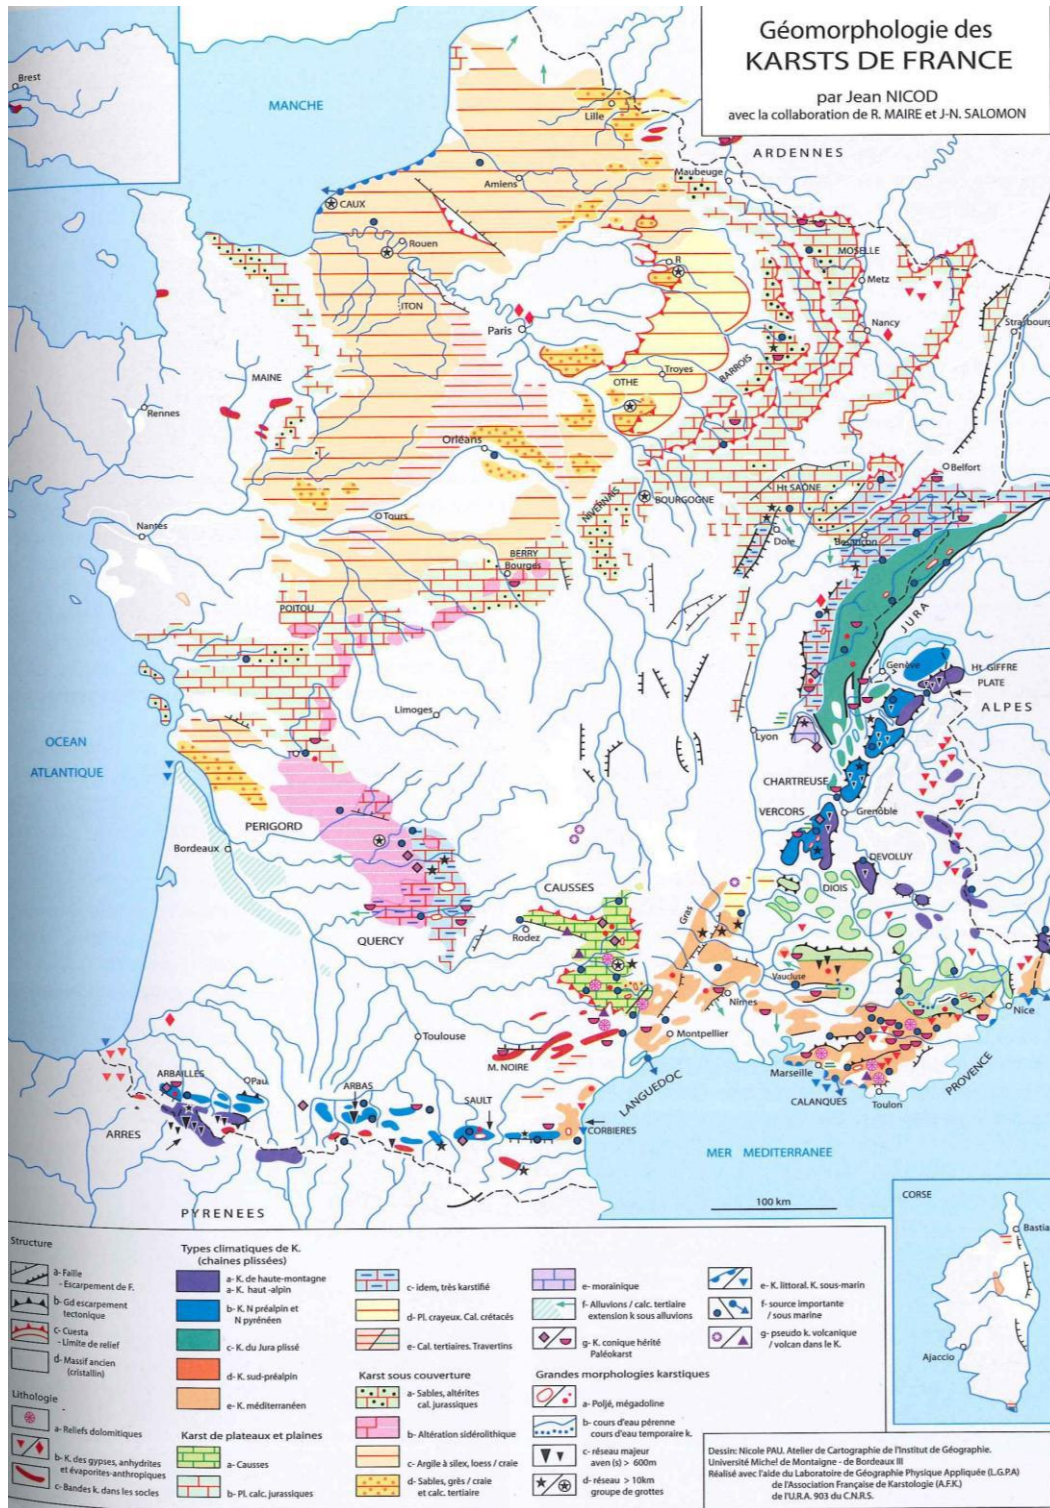 Géomorphologie des
KARSTS DE FRANCE
par Jean NICOD
avec la collaboration de R. MAIRE et J-N. SALOMON
Brest
MANCHE
Lille
ARDENNES
Maubeuge
Amiens
CAUX
Rouen
R
MOSELLE
Metz
ITON
Paris
Nancy
Strasbourg
BARROIS
Troyes
OTHE
MAINE
Rennes
Orléans
Belfort
Ht SAÔNE
NIVERNAIS
BOURGOGNE
Nantes
Tours
Dole
Besançon
BERRY
Bourges
POITOU
JURA
Genève
Ht GIFFRE
PLATE
ALPES
Limoges
Lyon
OCEAN
ATLANTIQUE
CHARTREUSE
VERCORS
Grenoble
PERIGORD
Bordeaux
DEVOLUY
DIOIS
CAUSSES
Gras
QUERCY
Rodez
Vaucluse
Nîmes
Nice
Toulouse
Montpellier
M. NOIRE
Marseille
PROVENCE
LANGUEDOC
CALANQUES
Toulon
ARBAILLES
Pau
ARBAS
SAULT
ARRES
CORBIERES
MER MEDITERRANEE
100 km
PYRENEES
CORSE
Bastia
Ajaccio
Structure
a- Faille
- Escarpement de F.
b- Gd escarpement
tectonique
c- Cuesta
- Limite de relief
d- Massif ancien
(cristallin)
Lithologie
a- Reliefs dolomitiques
b- K. des gypses, anhydrites
et évaporites-anthropiques
c- Bandes k. dans les socles
Types climatiques de K.
(chaines plissées)
a- K. de haute-montagne
a- K. haut -alpin
b- K. N préalpin et
N pyrénéen
c- K. du Jura plissé
d- K. sud-préalpin
e- K. méditerranéen
Karst de plateaux et plaines
a- Causses
b- Pl. calc. jurassiques
c- idem, très karstifié
d- Pl. crayeux. Cal. crétacés
e- Cal. tertiaires. Travertins
Karst sous couverture
a- Sables, altérites
cal. jurassiques
b- Altération sidérolithique
c- Argile à silex, loess / craie
d- Sables, grès / craie
et calc. tertiaire
e- morainique
f- Alluvions / calc. tertiaire
extension k sous alluvions
g- K. conique hérité
Paléokarst
Grandes morphologies karstiques
a- Poljé, mégadoline
b- cours d'eau pérenne
cours d'eau temporaire k.
c- réseau majeur
aven (s) > 600m
d- réseau > 10km
groupe de grottes
e- K. littoral. K. sous-marin
f- source importante
/ sous marine
g- pseudo k. volcanique
/ volcan dans le K.
Dessin: Nicole PAU. Atelier de Cartographie de l'Institut de Géographie.
Université Michel de Montaigne - de Bordeaux III
Réalisé avec l'aide du Laboratoire de Géographie Physique Appliquée (L.G.P.A)
de l'Association Française de Karstologie (A.F.K.)
de l'U.R.A. 903 du C.N.R.S.